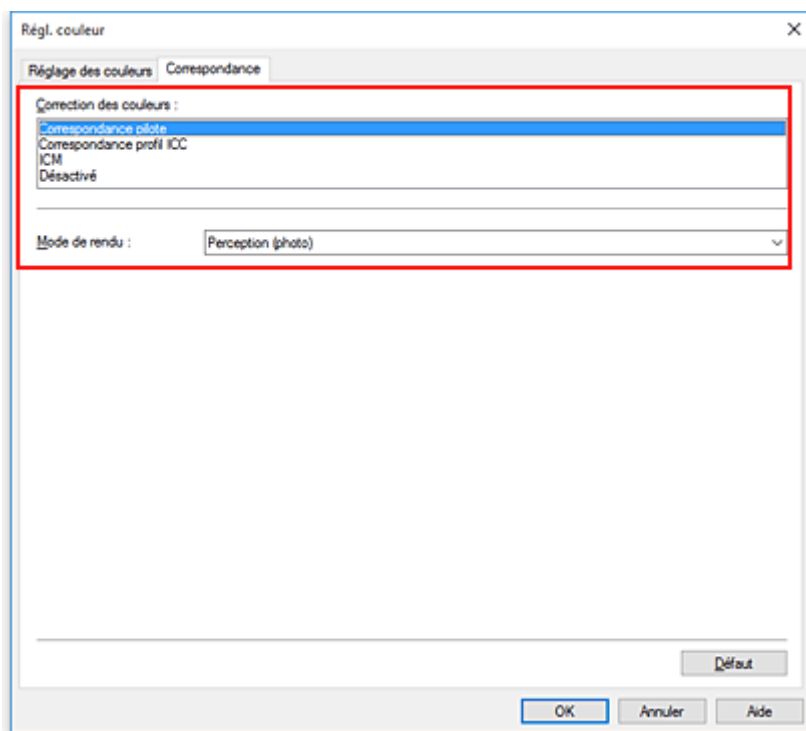 Régl. couleur
Réglage des couleurs Correspondance
Correction des couleurs :
Correspondance pilote
Correspondance profil ICC
ICM
Désactivé
Mode de rendu : Perception (photo)
Défaut
OK Annuler Aide